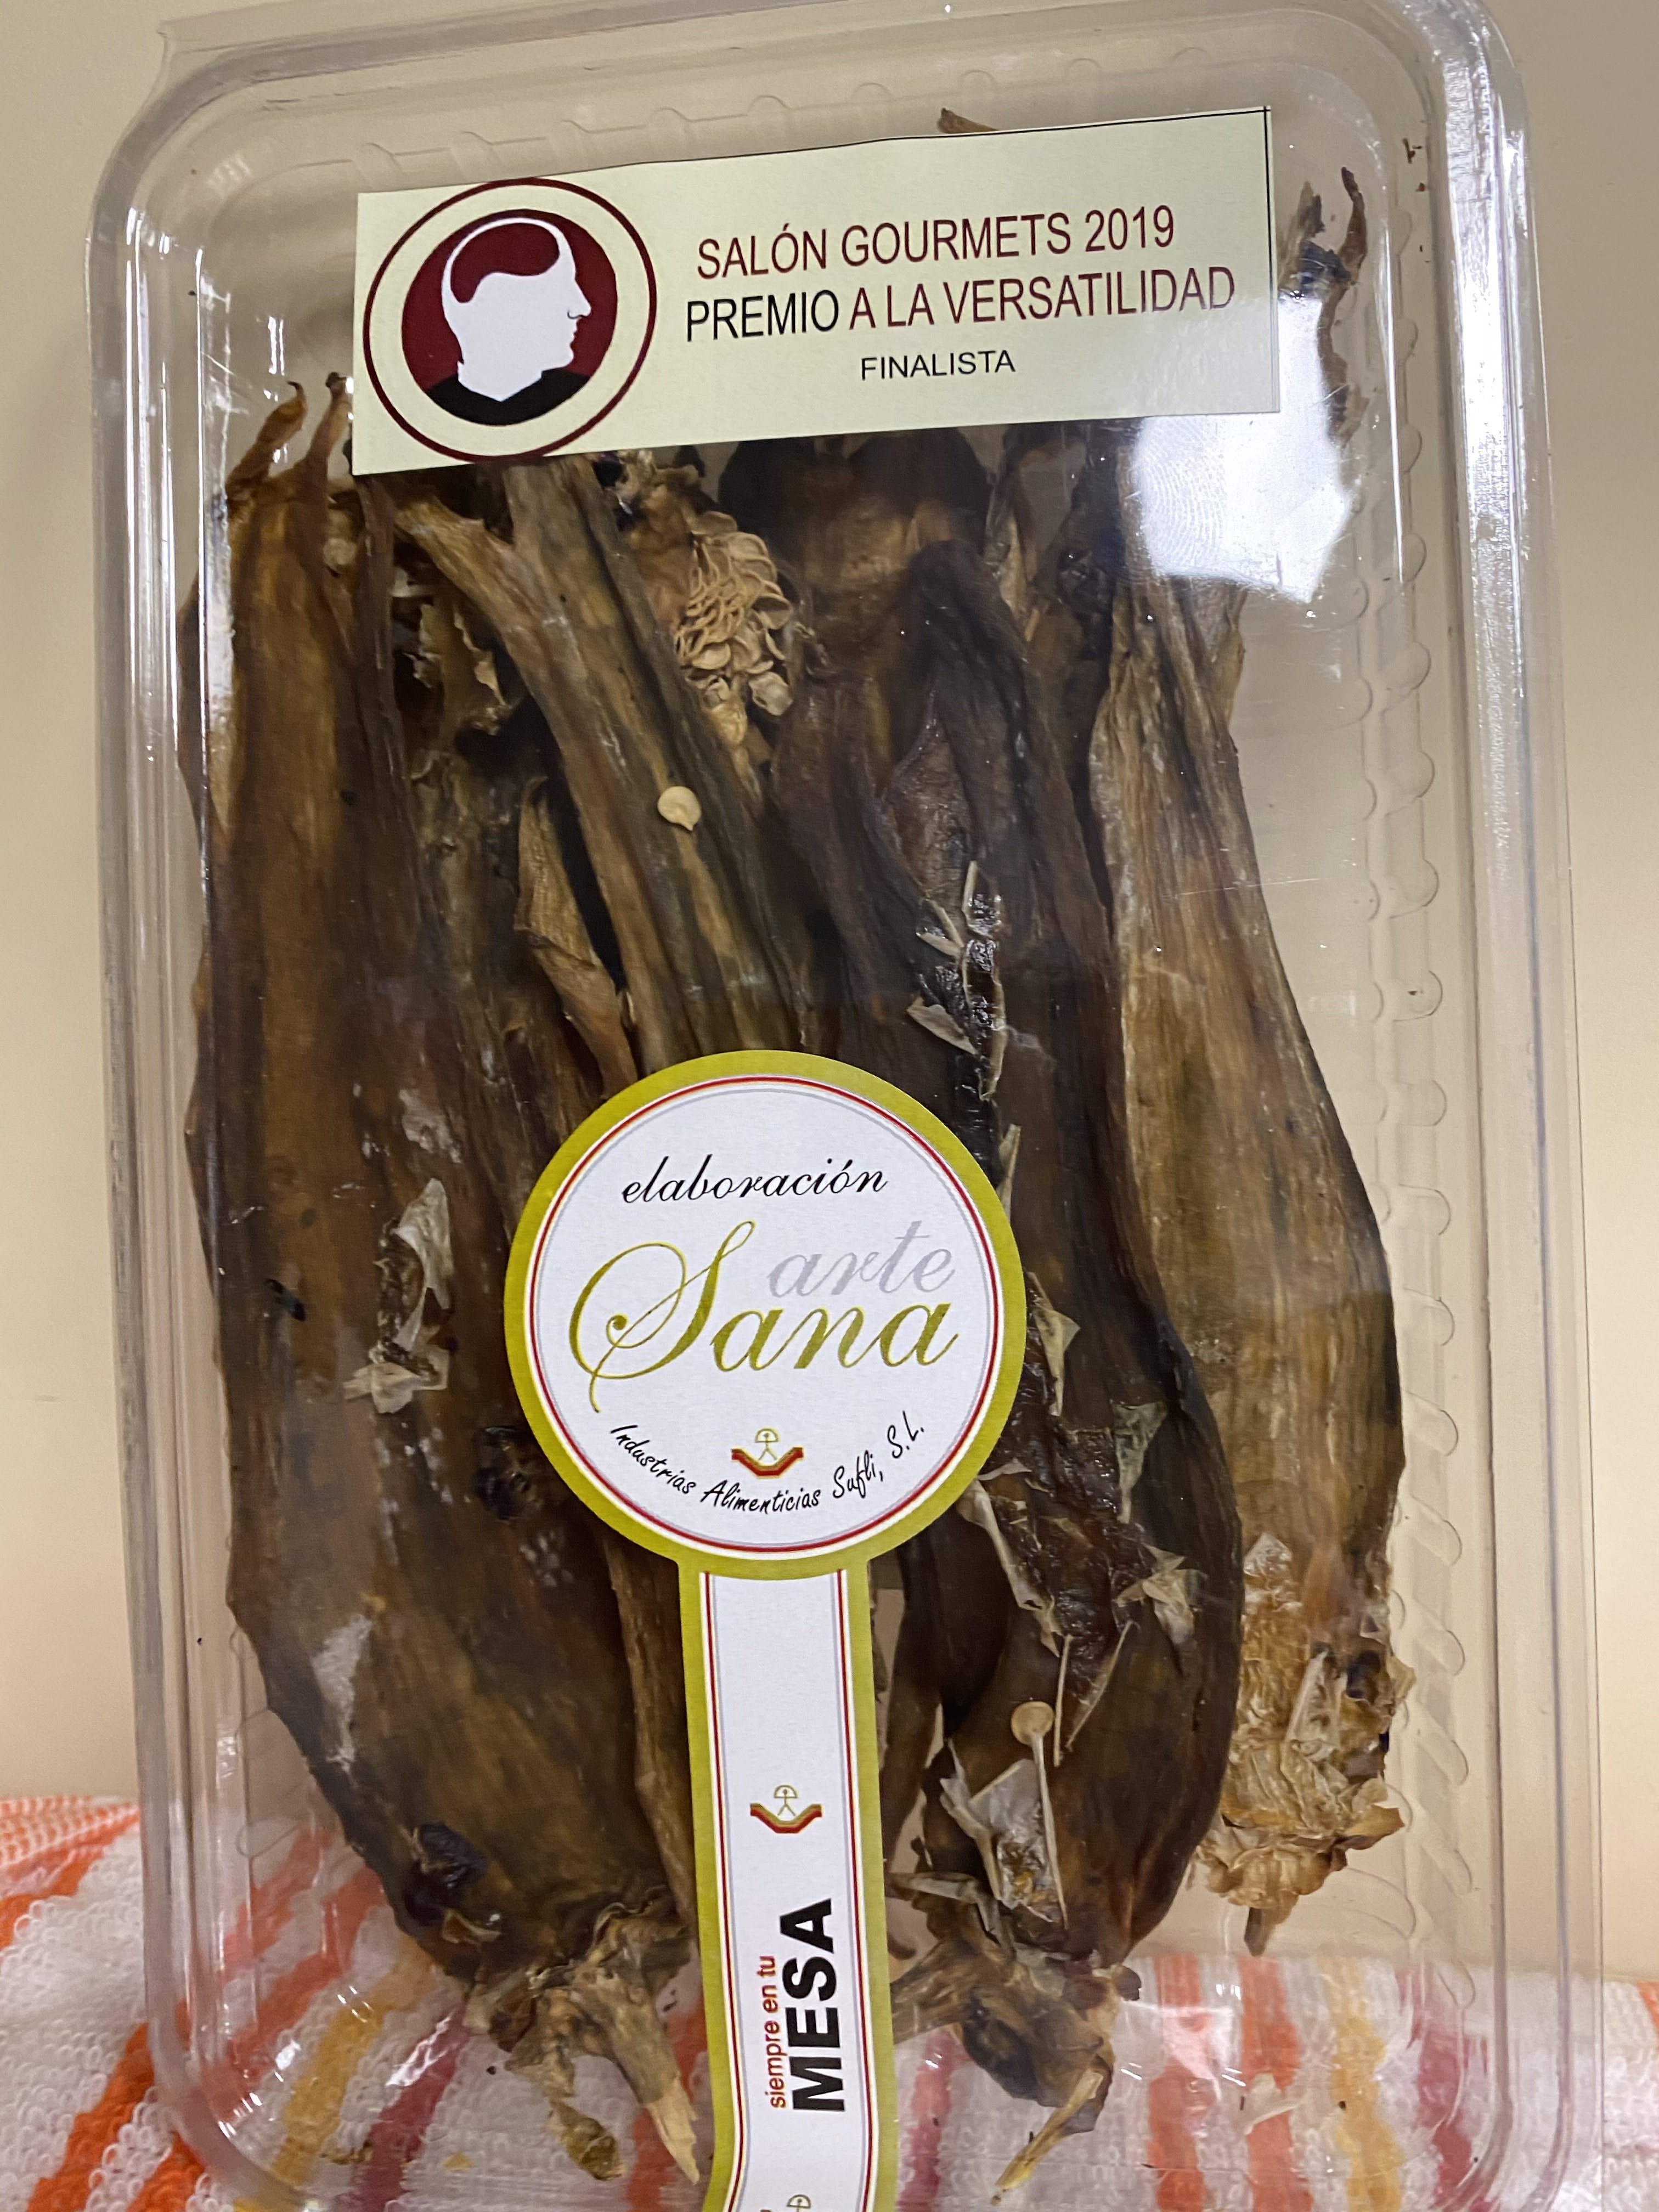 SALÓN GOURMETS 2019
PREMIO A LA VERSATILIDAD
FINALISTA
elaboración
arte
Sana
Industrias Alimenticias Sufli, S.L.
siempre en tu
MESA